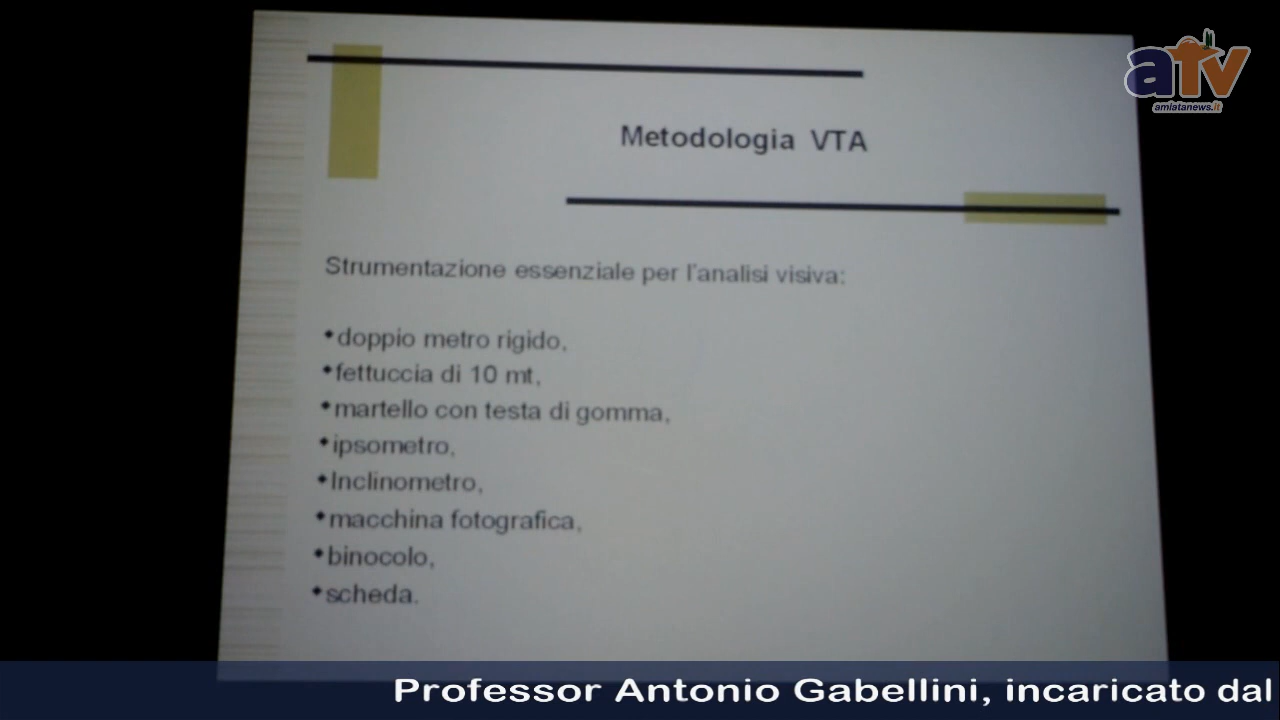 aTv
amiatanews.it
Metodologia VTA
Strumentazione essenziale per l'analisi visiva:
•doppio metro rigido,
•fettuccia di 10 mt,
•martello con testa di gomma,
•ipsometro,
•Inclinometro,
•macchina fotografica,
•binocolo,
•scheda.
Professor Antonio Gabellini, incaricato dal